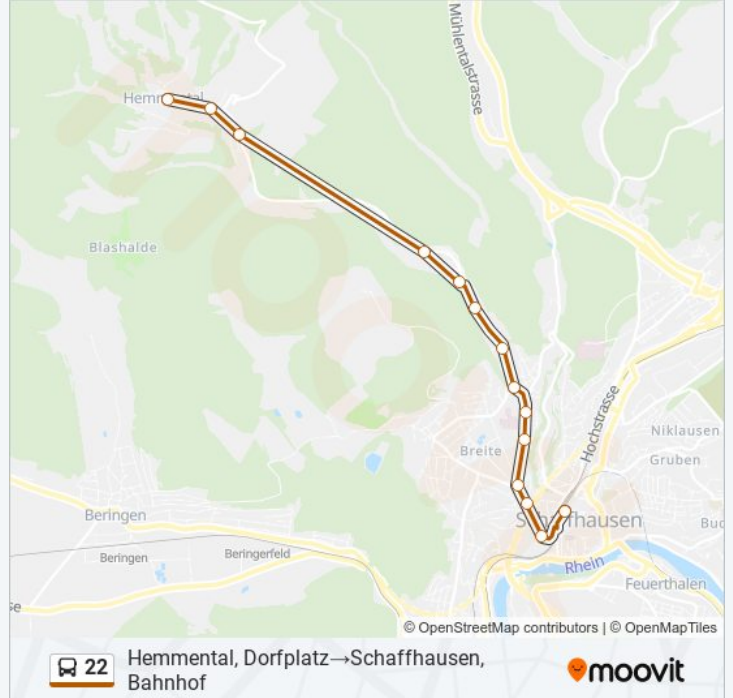 Mühlentalstrasse
Hemmental
Blashalde
Hochstrasse
Niklausen
Breite
Gruben
Beringen
Schaffhausen
Beringen
Beringerfeld
Rhein
Feuerthalen
© OpenStreetMap contributors | © OpenMapTiles
22
Hemmental, Dorfplatz→Schaffhausen,
Bahnhof
moovit